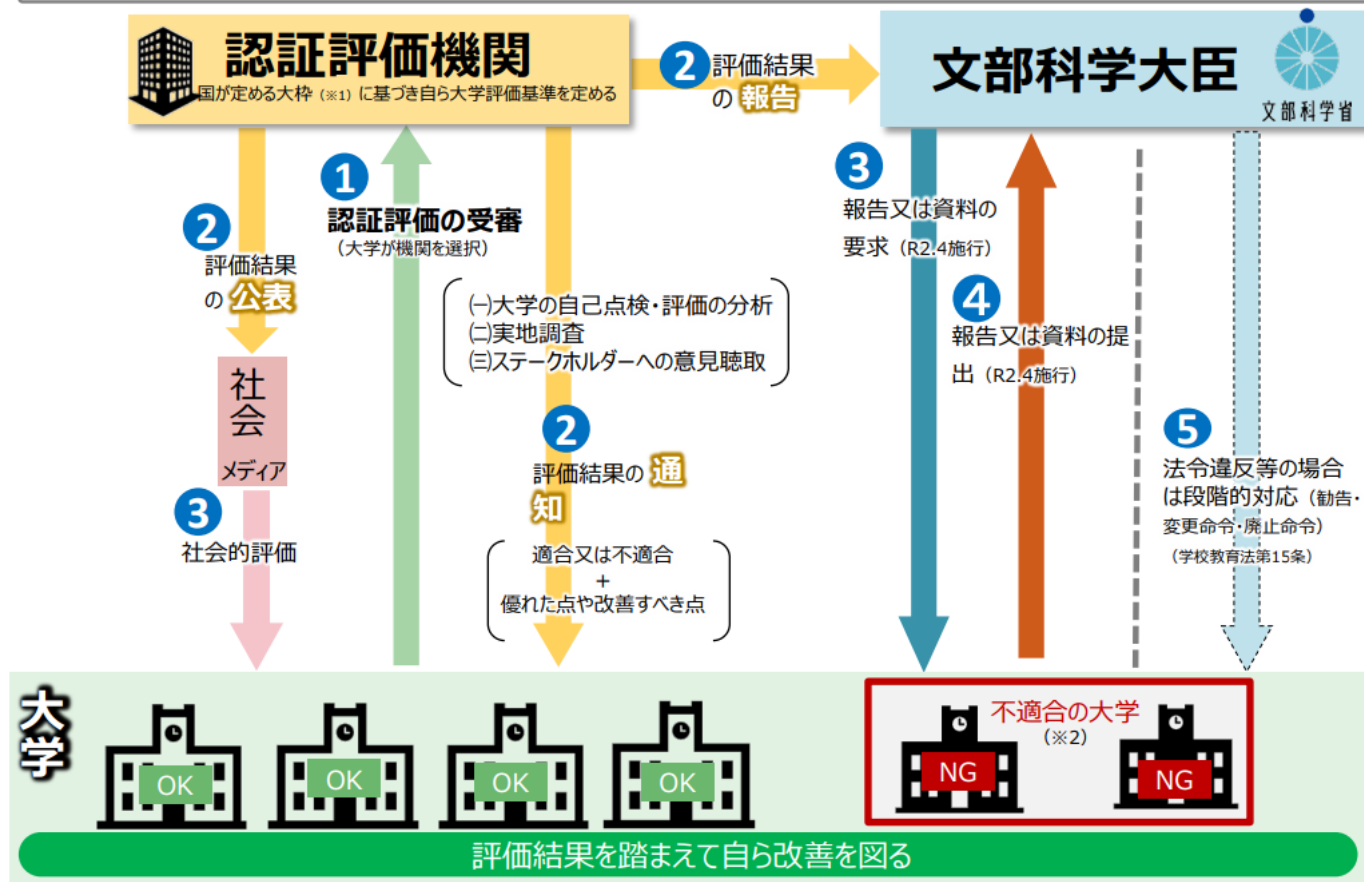 認証評価機関
国が定める大枠（※1）に基づき自ら大学評価基準を定める
2
評価結果
の 報告
文部科学大臣
文部科学省
1
認証評価の受審
（大学が機関を選択）
2
評価結果
の 公表
社会
メディア
3
社会的評価
㈠大学の自己点検・評価の分析
㈡実地調査
㈢ステークホルダーへの意見聴取
2
評価結果の 通
知
適合又は不適合
+
優れた点や改善すべき点
3
報告又は資料の
要求（R2.4施行）
4
報告又は資料の提
出（R2.4施行）
5
法令違反等の場合
は段階的対応（勧告・
変更命令・廃止命令）
（学校教育法第15条）
大学
OK
OK
OK
OK
不適合の大学
（※2）
NG
NG
評価結果を踏まえて自ら改善を図る